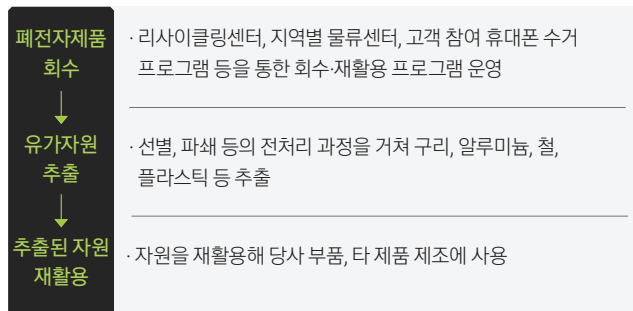 폐전자제품
회수
· 리사이클링센터, 지역별 물류센터, 고객 참여 휴대폰 수거
프로그램 등을 통한 회수·재활용 프로그램 운영
유가자원
추출
· 선별, 파쇄 등의 전처리 과정을 거쳐 구리, 알루미늄, 철,
플라스틱 등 추출
추출된 자원
재활용
· 자원을 재활용해 당사 부품, 타 제품 제조에 사용